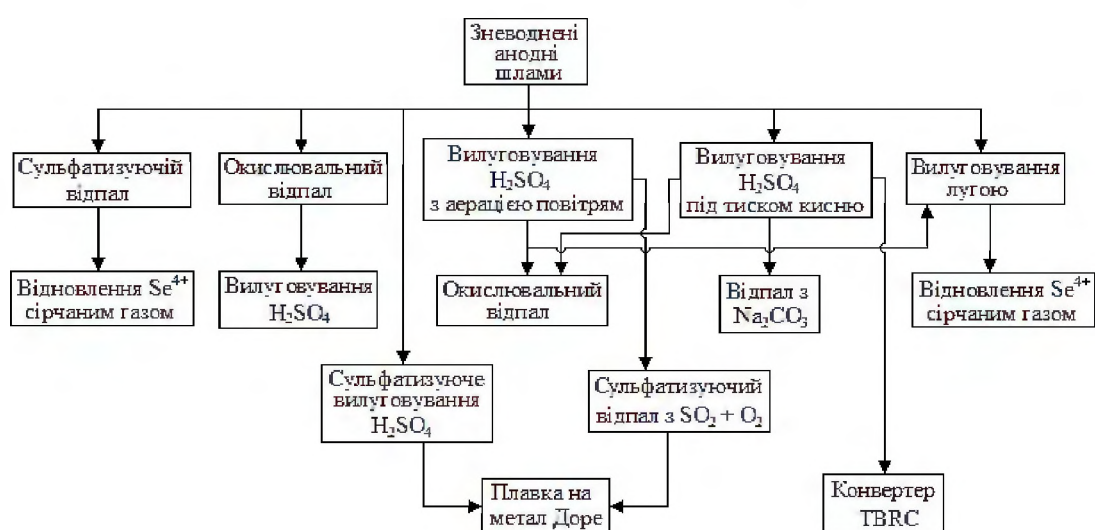 Зневоднені
анодні
шлами
Сульфатизуючій
відпал
Окислювальний
відпал
Вилуговування
H₂SO₄
з аерацією повітрям
Вилуговування
H₂SO₄
під тиском кисню
Вилуговування
лугою
Відновлення Se⁴⁺
сірчаним газом
Вилуговування
H₂SO₄
Окислювальний
відпал
Відпал з
Na₂CO₃
Відновлення Se⁴⁺
сірчаним газом
Сульфатизуюче
вилуговування
H₂SO₄
Сульфатизуючий
відпал з SO₂ + O₂
Плавка на
метал Доре
Конвертер
TBRC